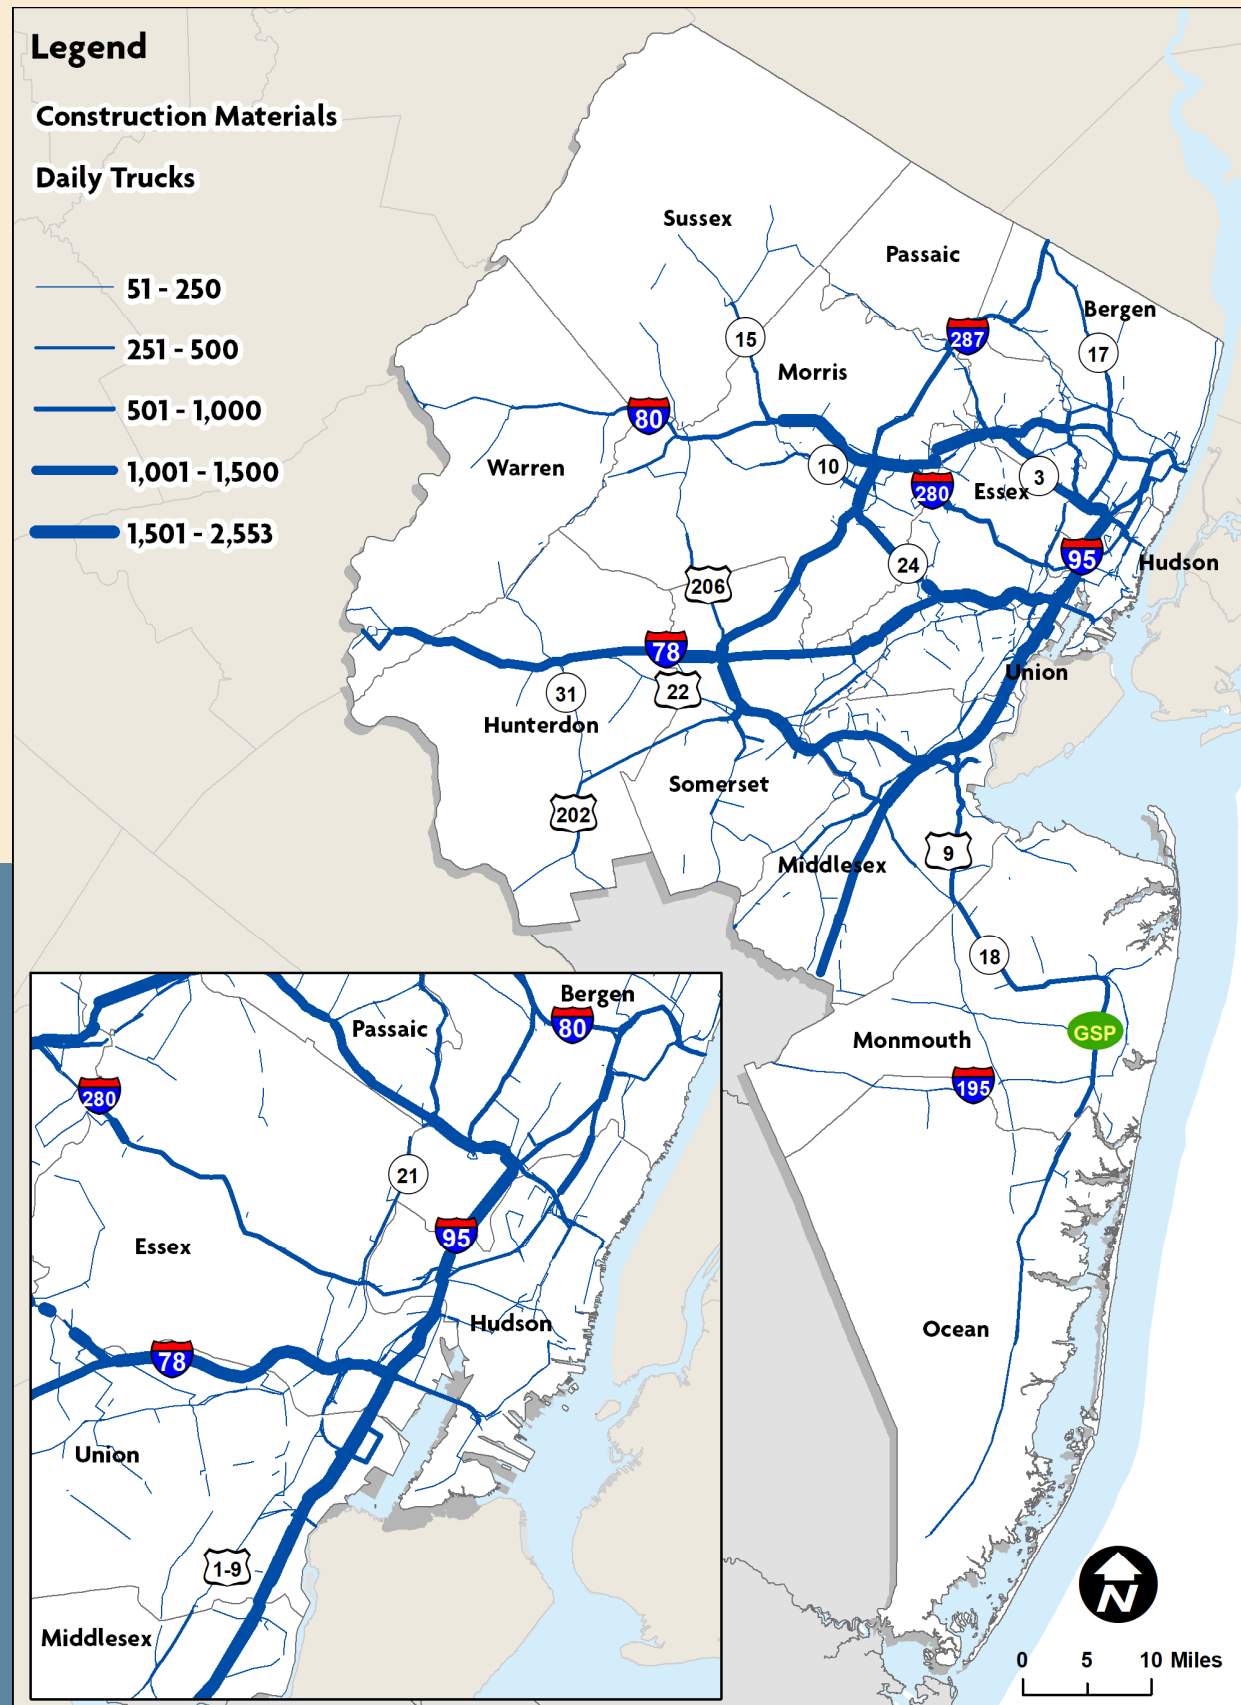 Legend
Construction Materials
Daily Trucks
51 - 250
251 - 500
501 - 1,000
1,001 - 1,500
1,501 - 2,553
Sussex
Passaic
Bergen
287
15
17
Morris
80
Warren
10
3
280
Essex
95
24
Hudson
206
78
Union
22
31
Hunterdon
Somerset
202
9
Middlesex
18
GSP
Monmouth
195
Ocean
N
0 5 10 Miles
Bergen
80
Passaic
280
21
95
Essex
Hudson
78
Union
1-9
Middlesex